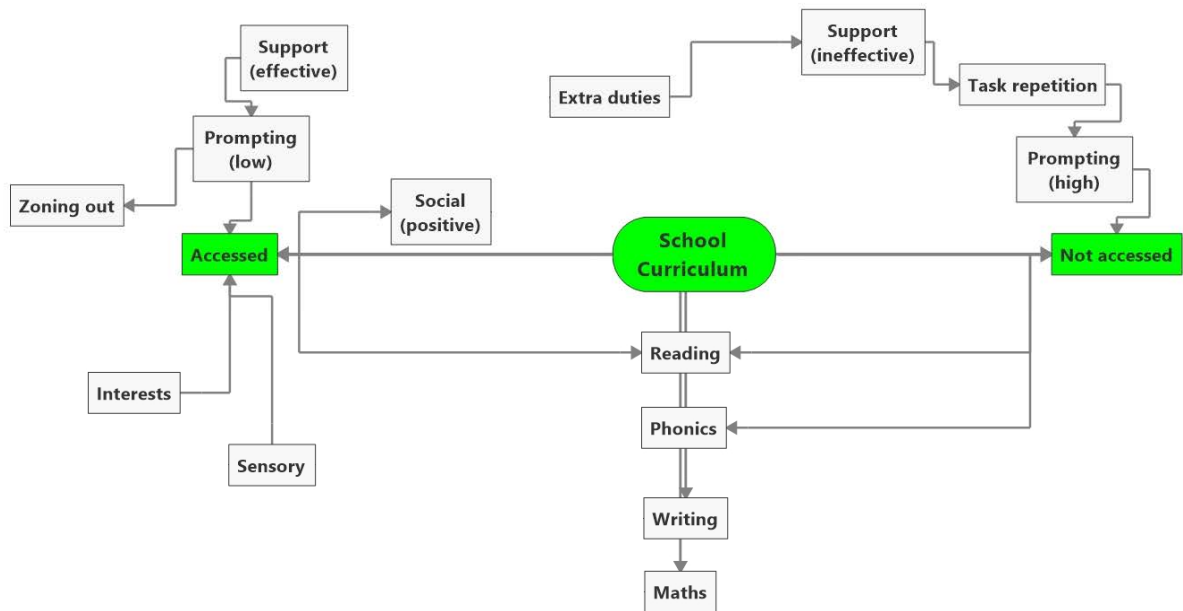 Support
(effective)
Support
(ineffective)
Extra duties
Task repetition
Prompting
(low)
Prompting
(high)
Zoning out
Social
(positive)
Accessed
School
Curriculum
Not accessed
Reading
Interests
Phonics
Sensory
Writing
Maths